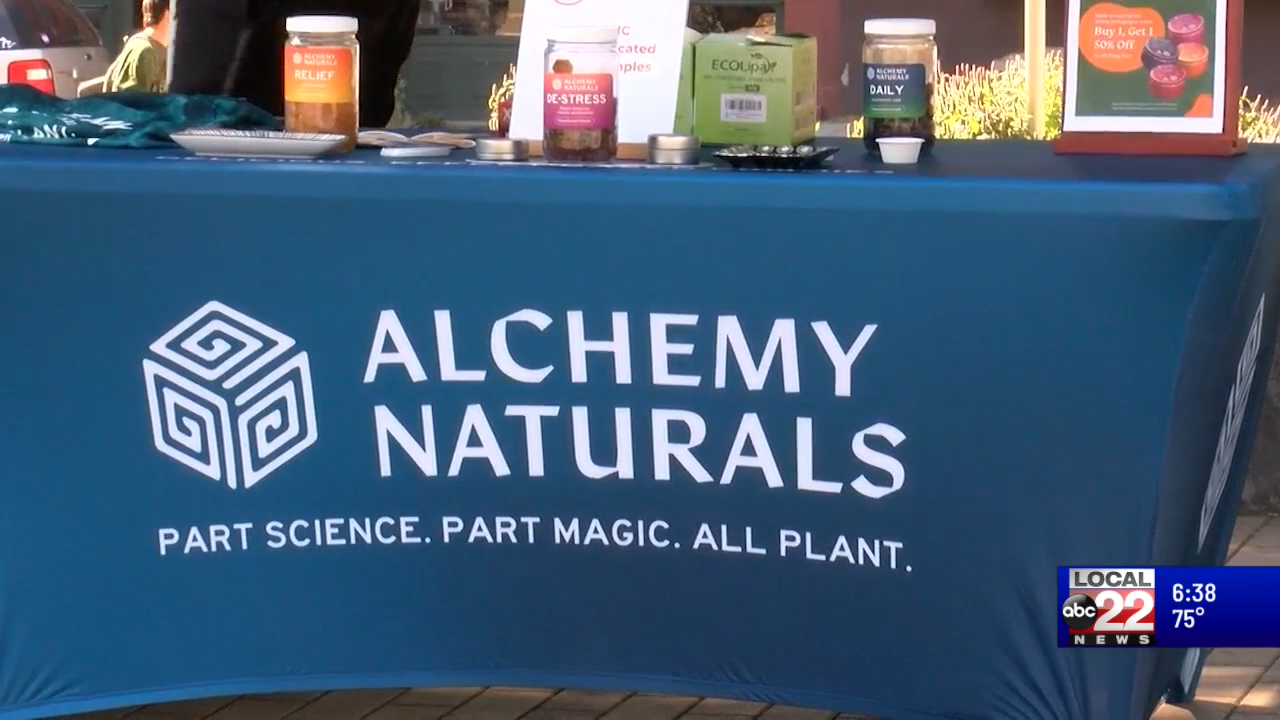 ALCHEMY
NATURALS
RELIEF
ALCHEMY
NATURALS
DE-STRESS
ECOLipak
ALCHEMY
NATURALS
DAILY
Buy 1, Get 1
50% Off
ALCHEMY
NATURALS
PART SCIENCE. PART MAGIC. ALL PLANT.
LOCAL
abc 22
NEWS
6:38
75°